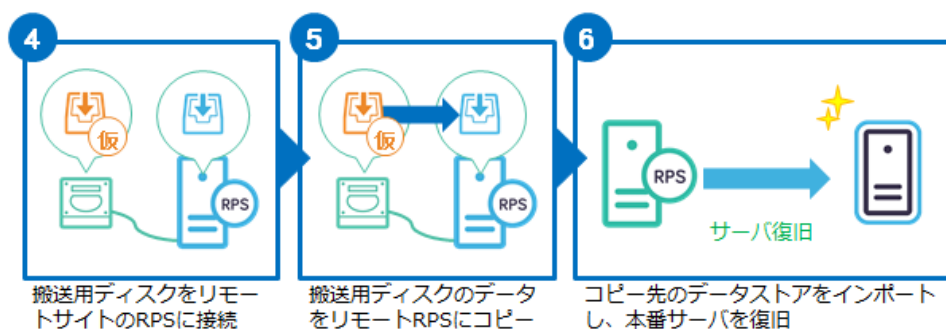 4
5
6
仮
仮
RPS
RPS
RPS
サーバ復旧
搬送用ディスクをリモー
トサイトのRPSに接続
搬送用ディスクのデータ
をリモートRPSにコピー
コピー先のデータストアをインポート
し、本番サーバを復旧